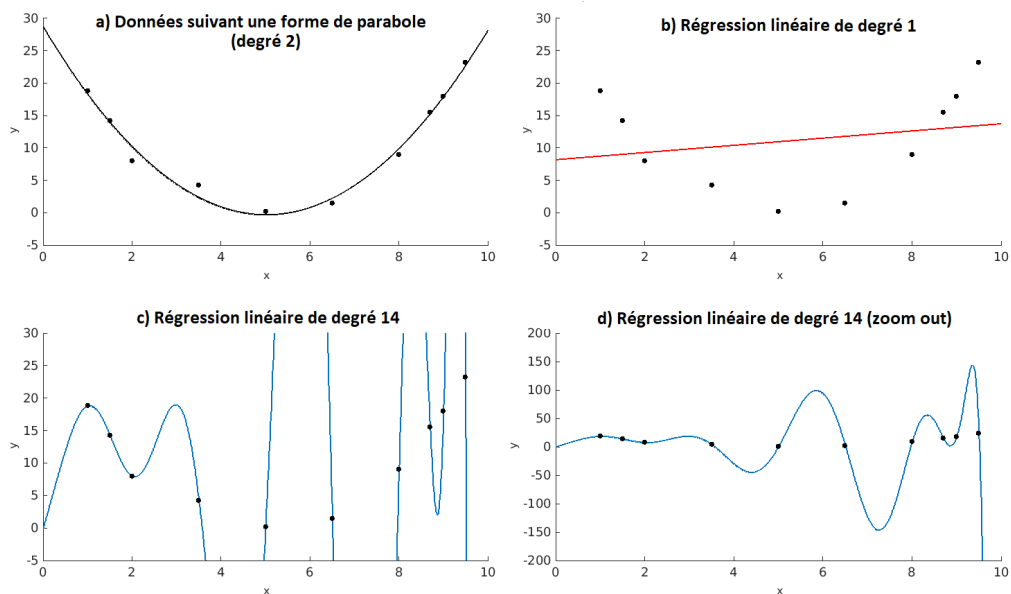 a) Données suivant une forme de parabole
(degré 2)
30
25
20
15
10
5
0
-5
y
0 2 4 6 8 10
x
b) Régression linéaire de degré 1
30
25
20
15
10
5
0
-5
y
0 2 4 6 8 10
x
c) Régression linéaire de degré 14
30
25
20
15
10
5
0
-5
y
0 2 4 6 8 10
x
d) Régression linéaire de degré 14 (zoom out)
200
150
100
50
0
-50
-100
-150
-200
y
0 2 4 6 8 10
x